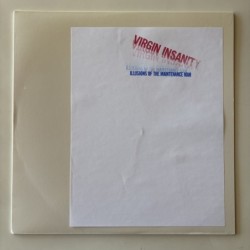 VIRGIN INSANITY
ILLUSIONS OF THE MAINTENANCE MAN